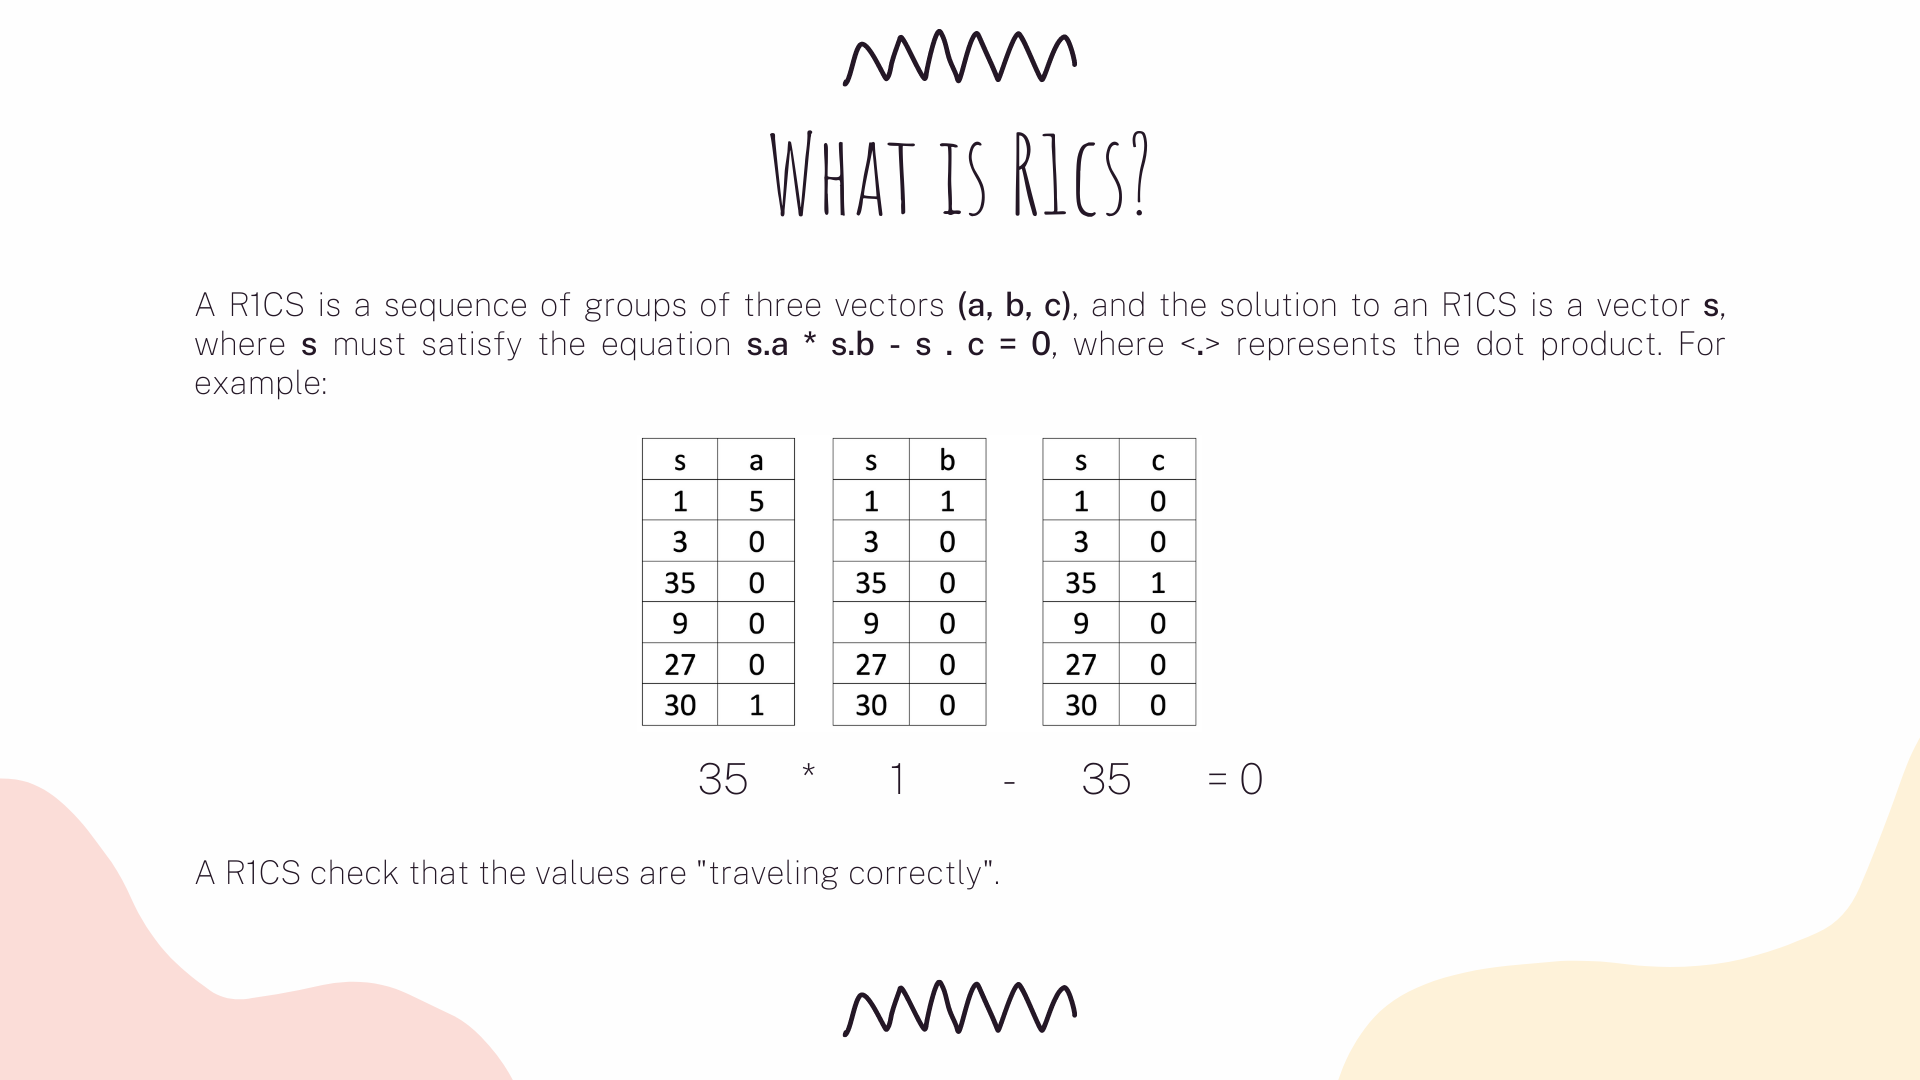 What is R1CS?
A R1CS is a sequence of groups of three vectors (a, b, c), and the solution to an R1CS is a vector s,
where s must satisfy the equation s.a * s.b - s . c = 0, where <.> represents the dot product. For
example:
s a s b s c
1 5 1 1 1 0
3 0 3 0 3 0
35 0 35 0 35 1
9 0 9 0 9 0
27 0 27 0 27 0
30 1 30 0 30 0
35 * 1 - 35 = 0
A R1CS check that the values are "traveling correctly".